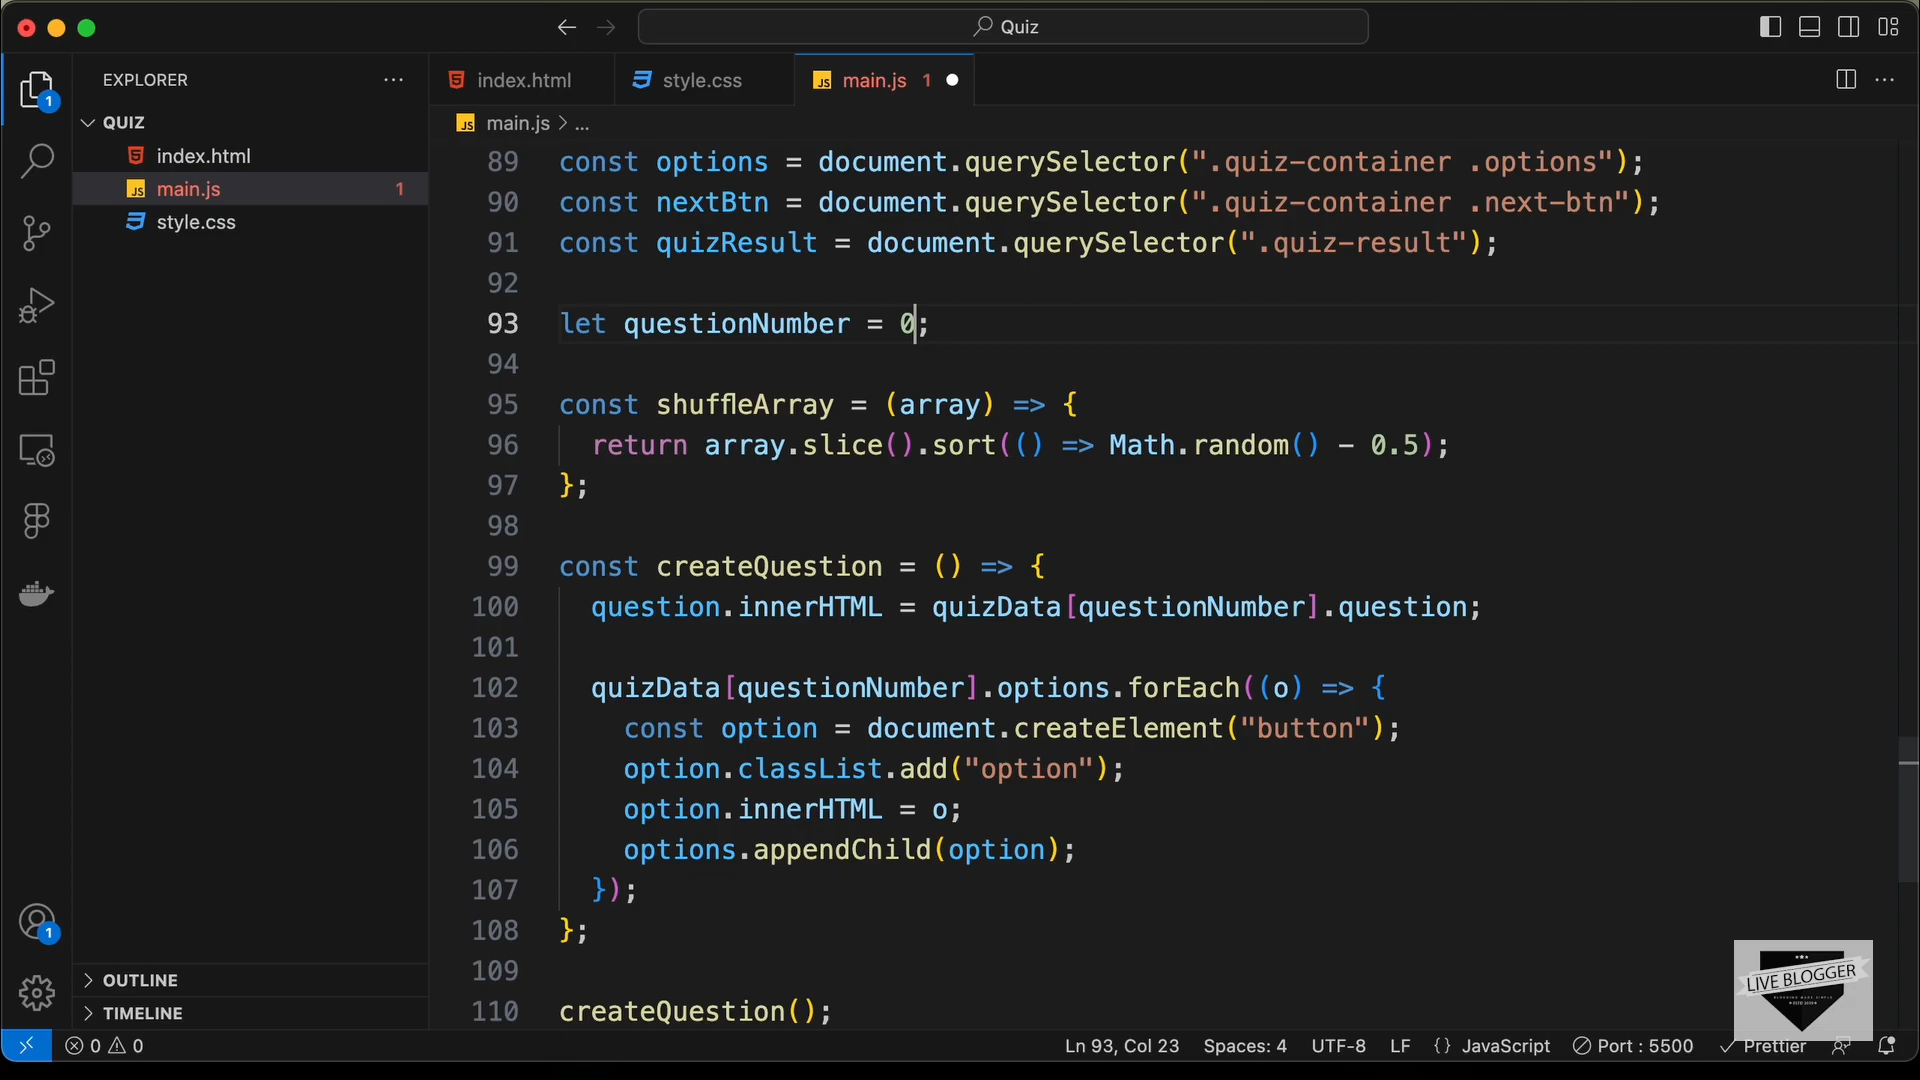 Quiz
EXPLORER
QUIZ
index.html
main.js 1
style.css
OUTLINE
TIMELINE
index.html style.css main.js 1
main.js > ...
89 const options = document.querySelector(".quiz-container .options");
90 const nextBtn = document.querySelector(".quiz-container .next-btn");
91 const quizResult = document.querySelector(".quiz-result");
92
93 let questionNumber = 0;
94
95 const shuffleArray = (array) => {
96 return array.slice().sort(() => Math.random() - 0.5);
97 };
98
99 const createQuestion = () => {
100 question.innerHTML = quizData[questionNumber].question;
101
102 quizData[questionNumber].options.forEach((o) => {
103 const option = document.createElement("button");
104 option.classList.add("option");
105 option.innerHTML = o;
106 options.appendChild(option);
107 });
108 };
109
110 createQuestion();
1
1
LIVE BLOGGER
0 0 Ln 93, Col 23 Spaces: 4 UTF-8 LF {} JavaScript Port : 5500 Prettier